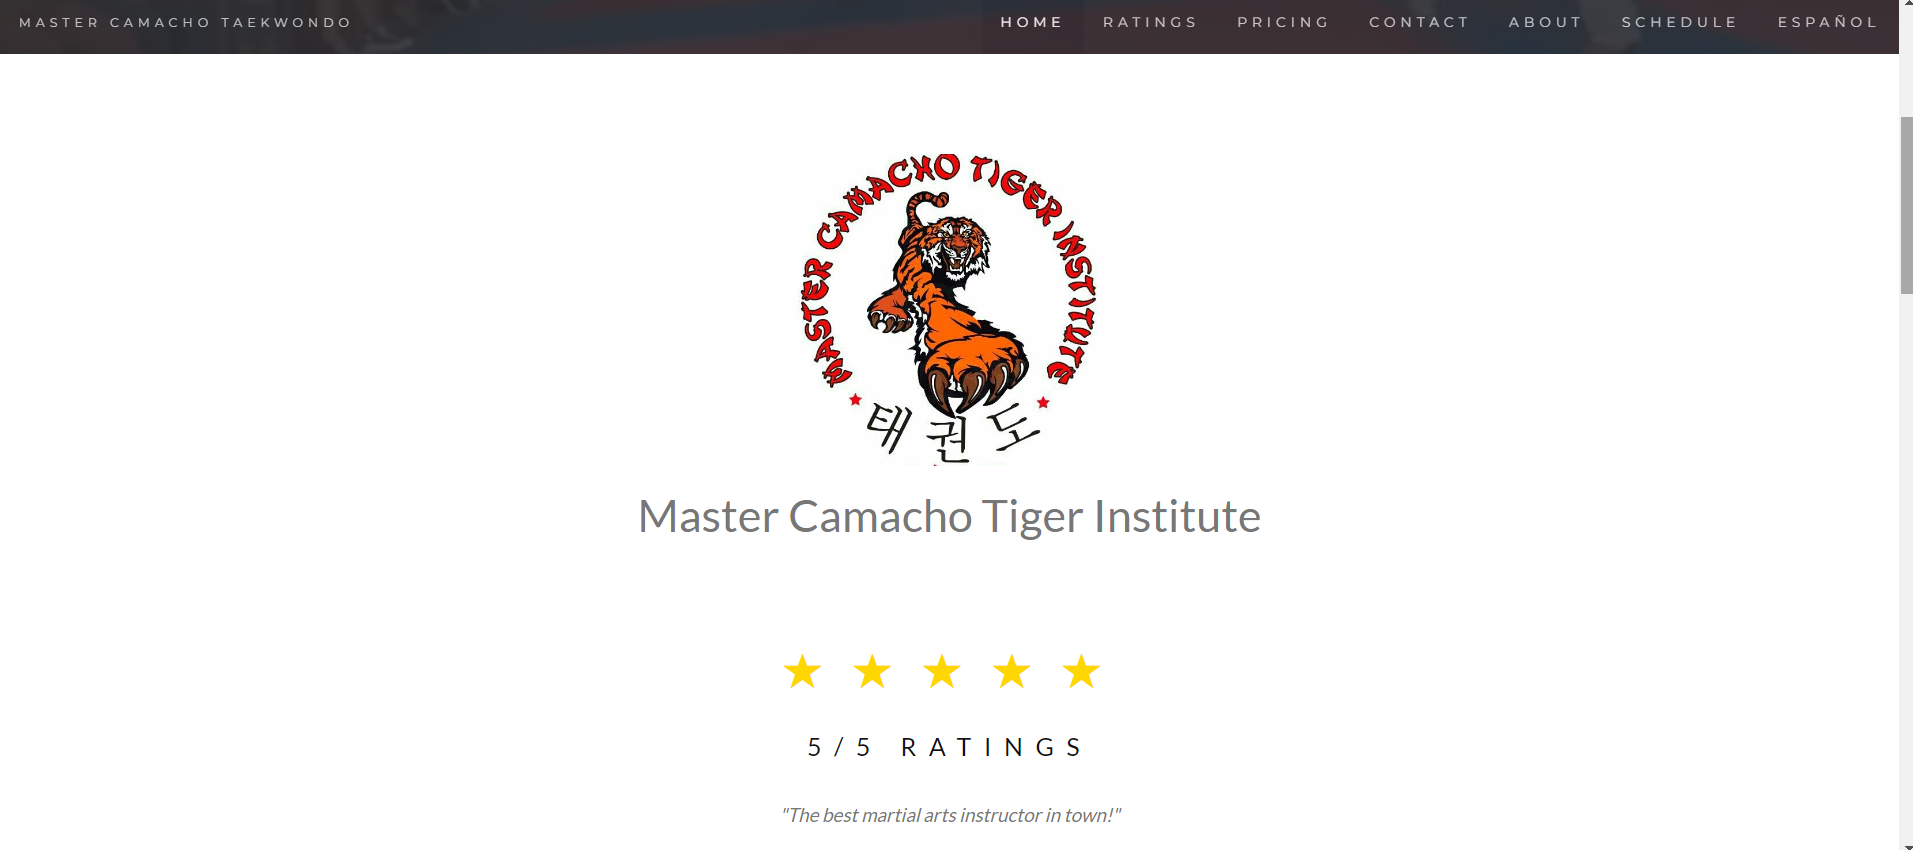 MASTER CAMACHO TAEKWONDO
HOME RATINGS PRICING CONTACT ABOUT SCHEDULE ESPAÑOL
MASTER CAMACHO TIGER INSTITUTE
태권도
Master Camacho Tiger Institute
5/5 RATINGS
"The best martial arts instructor in town!"